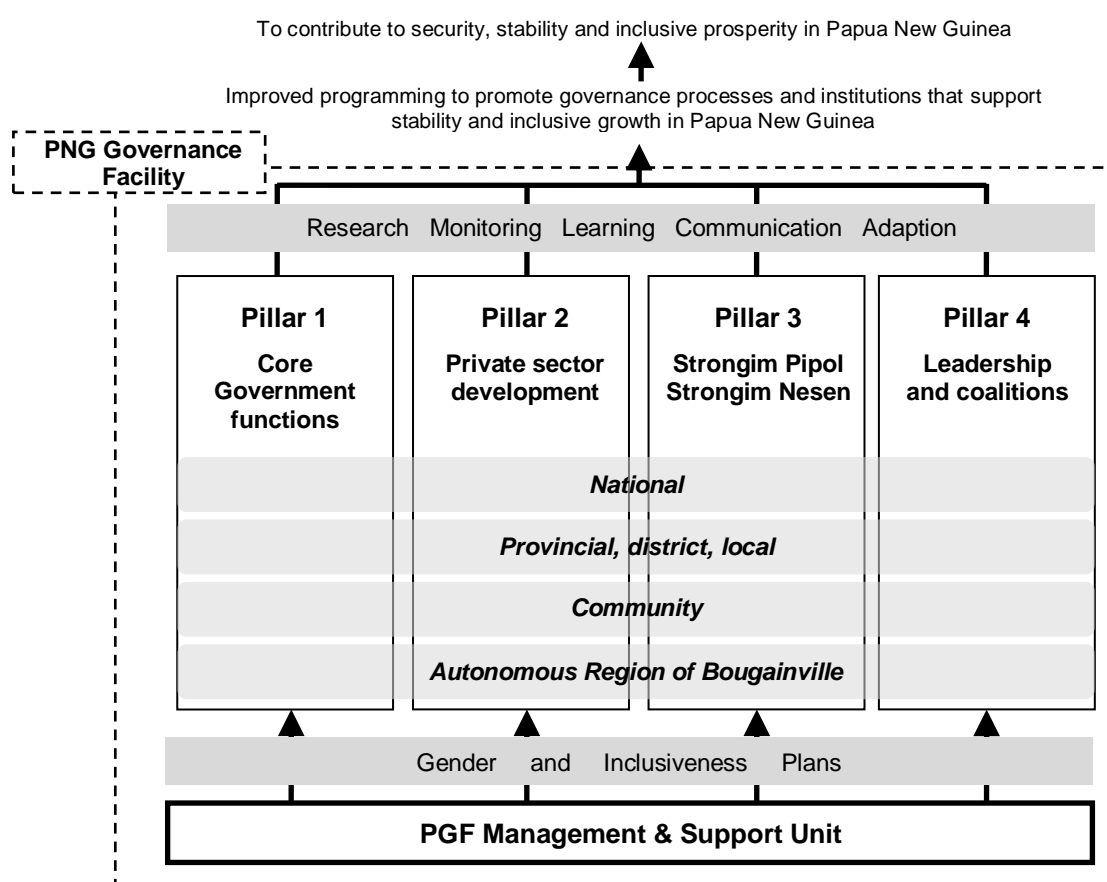 To contribute to security, stability and inclusive prosperity in Papua New Guinea
Improved programming to promote governance processes and institutions that support
stability and inclusive growth in Papua New Guinea
PNG Governance
Facility
Research Monitoring Learning Communication Adaption
Pillar 1
Core
Government
functions
Pillar 2
Private sector
development
Pillar 3
Strongim Pipol
Strongim Nesen
Pillar 4
Leadership
and coalitions
National
Provincial, district, local
Community
Autonomous Region of Bougainville
Gender and Inclusiveness Plans
PGF Management & Support Unit